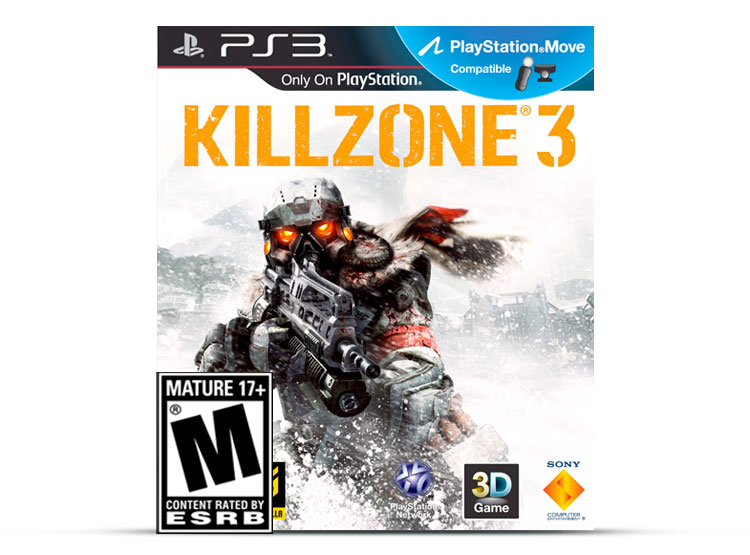 PS3
PlayStation®Move
Compatible
Only On PlayStation®
KILLZONE® 3
MATURE 17+
®
M
CONTENT RATED BY
ESRB
PlayStation
Network
3D
Game
SONY
COMPUTER
ENTERTAINMENT®